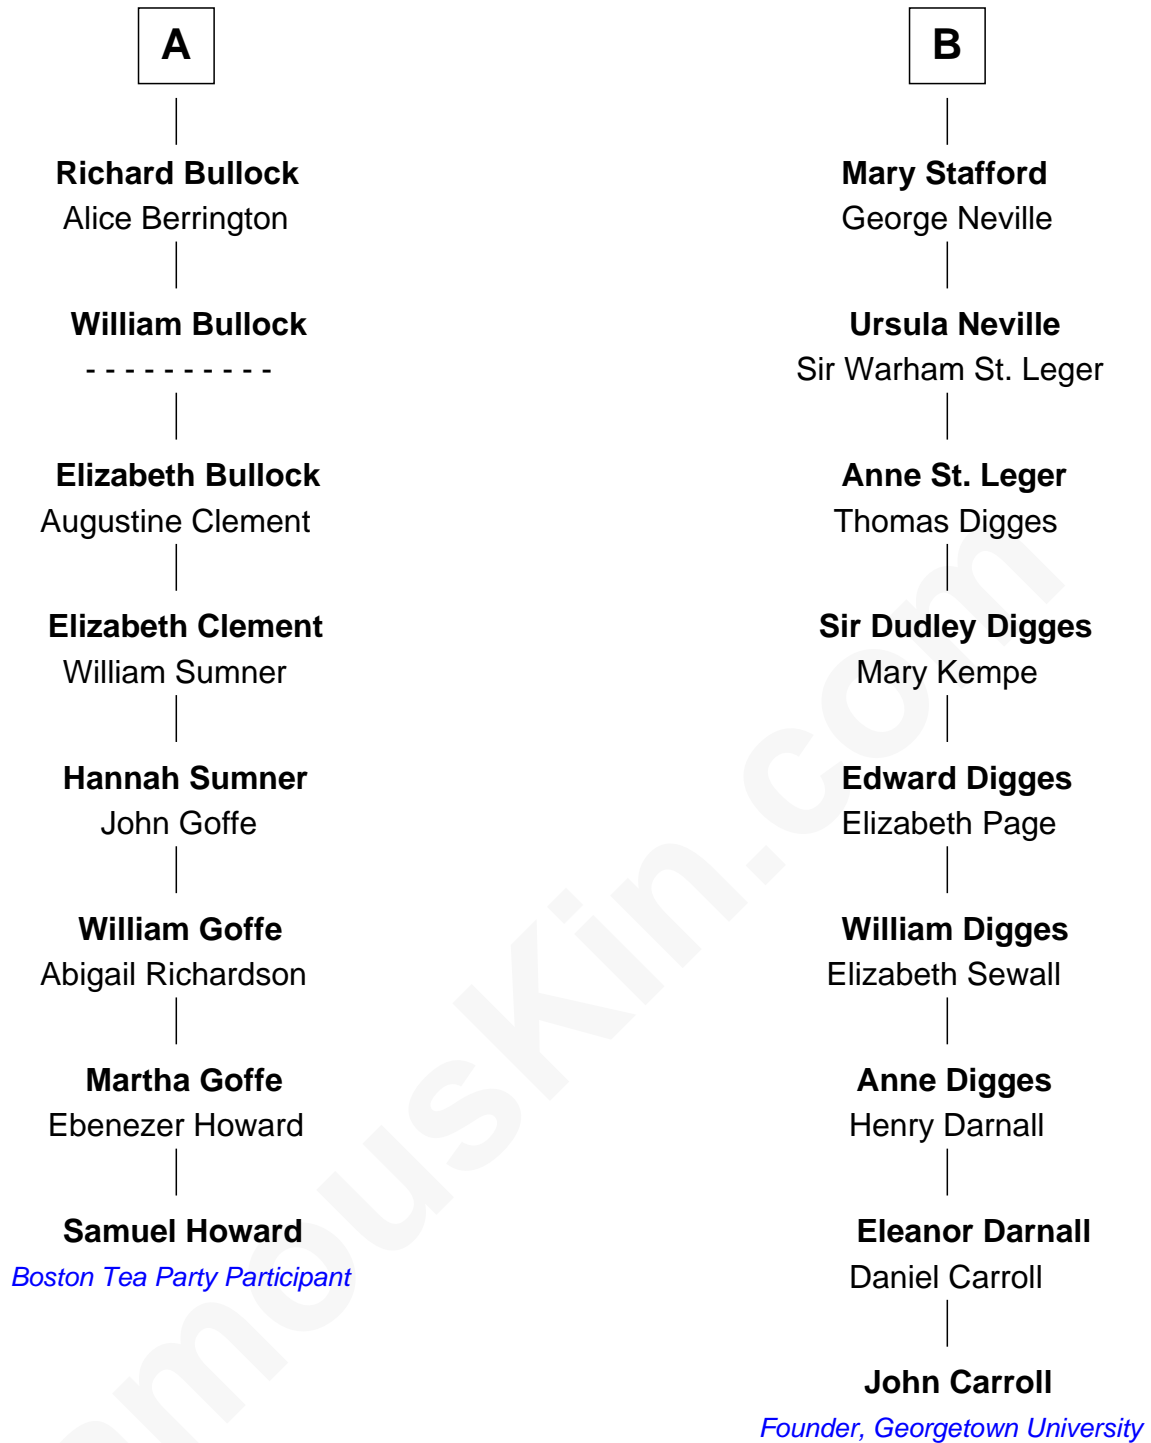 A
Richard Bullock
Alice Berrington
William Bullock
- - - - - - - - - -
Elizabeth Bullock
Augustine Clement
Elizabeth Clement
William Sumner
Hannah Sumner
John Goffe
William Goffe
Abigail Richardson
Martha Goffe
Ebenezer Howard
Samuel Howard
Boston Tea Party Participant
B
Mary Stafford
George Neville
Ursula Neville
Sir Warham St. Leger
Anne St. Leger
Thomas Digges
Sir Dudley Digges
Mary Kempe
Edward Digges
Elizabeth Page
William Digges
Elizabeth Sewall
Anne Digges
Henry Darnall
Eleanor Darnall
Daniel Carroll
John Carroll
Founder, Georgetown University
amouskin.com